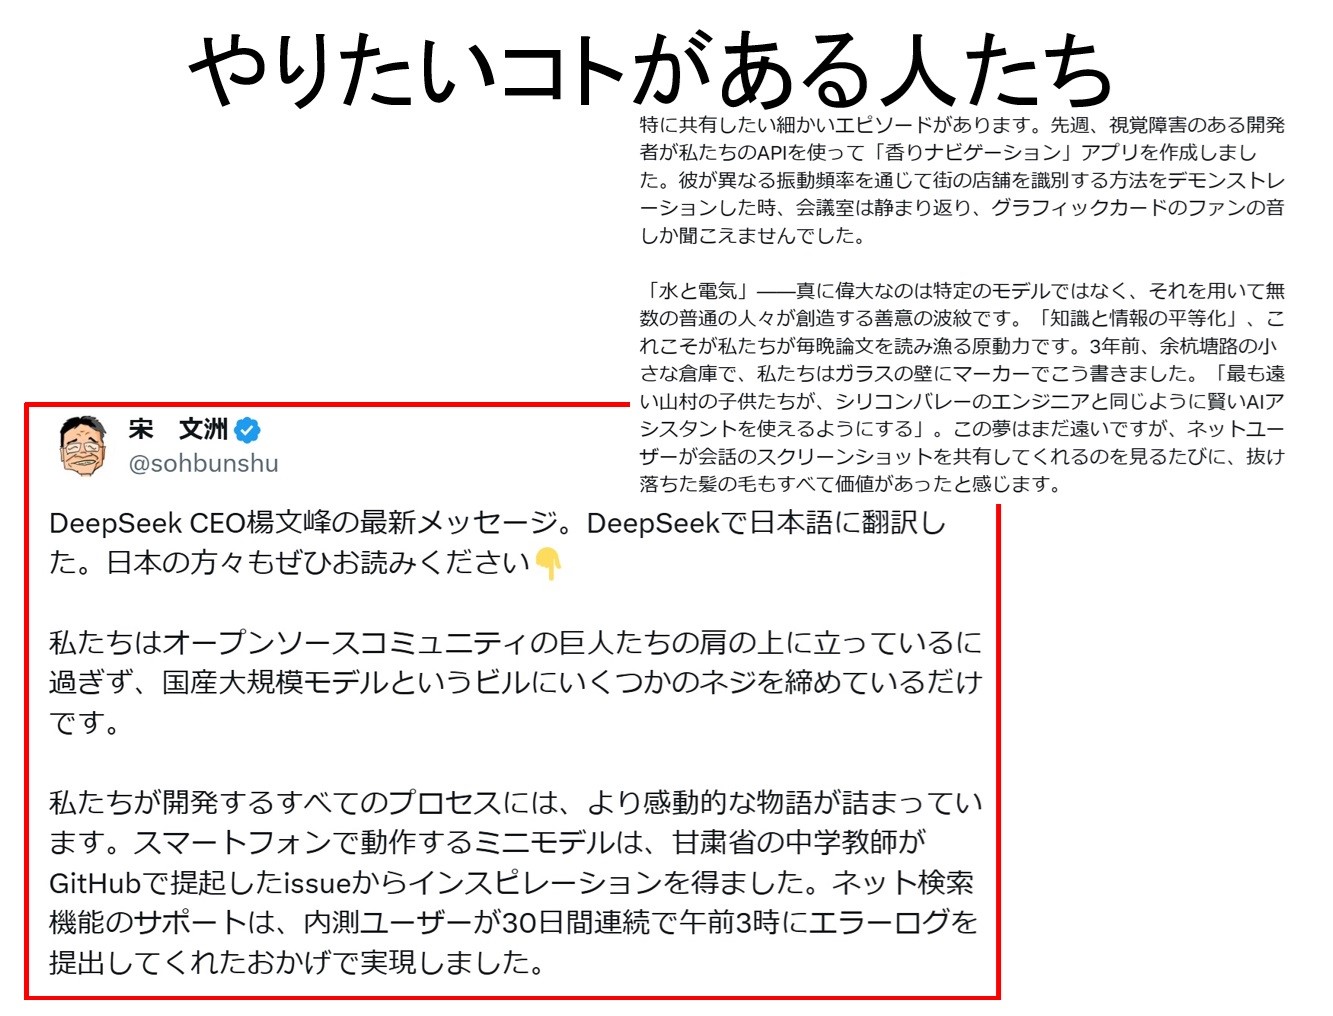 やりたいコトがある人たち
宋　文洲
@sohbunshu
DeepSeek CEO楊文峰の最新メッセージ。DeepSeekで日本語に翻訳し
た。日本の方々もぜひお読みください👇
私たちはオープンソースコミュニティの巨人たちの肩の上に立っているに
過ぎず、国産大規模モデルというビルにいくつかのネジを締めているだけ
です。
私たちが開発するすべてのプロセスには、より感動的な物語が詰まってい
ます。スマートフォンで動作するミニモデルは、甘粛省の中学教師が
GitHubで提起したissueからインスピレーションを得ました。ネット検索
機能のサポートは、内測ユーザーが30日間連続で午前3時にエラーログを
提出してくれたおかげで実現しました。
特に共有したい細かいエピソードがあります。先週、視覚障害のある開発
者が私たちのAPIを使って「香りナビゲーション」アプリを作成しまし
た。彼が異なる振動頻率を通じて街の店舗を識別する方法をデモンストレ
ーションした時、会議室は静まり返り、グラフィックカードのファンの音
しか聞こえませんでした。
「水と電気」——真に偉大なのは特定のモデルではなく、それを用いて無
数の普通の人々が創造する善意の波紋です。「知識と情報の平等化」、こ
れこそが私たちが毎晩論文を読み漁る原動力です。3年前、余杭塘路の小
さな倉庫で、私たちはガラスの壁にマーカーでこう書きました。「最も遠
い山村の子供たちが、シリコンバレーのエンジニアと同じように賢いAIア
シスタントを使えるようにする」。この夢はまだ遠いですが、ネットユー
ザーが会話のスクリーンショットを共有してくれるのを見るたびに、抜け
落ちた髪の毛もすべて価値があったと感じます。